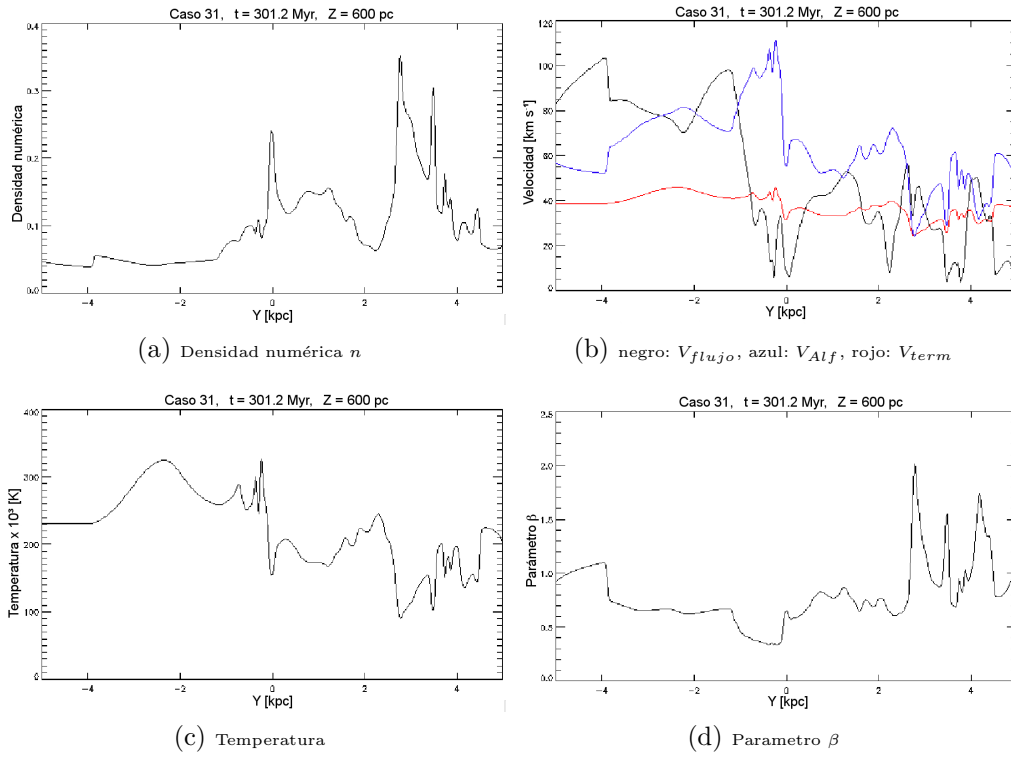 Caso 31, t = 301.2 Myr, Z = 600 pc
Densidad numérica
0.4
0.3
0.2
0.1
0.0
−4 −2 0 2 4
Y [kpc]
(a) Densidad numérica n
Caso 31, t = 301.2 Myr, Z = 600 pc
Velocidad [km s⁻¹]
120
100
80
60
40
20
0
−4 −2 0 2 4
Y [kpc]
(b) negro: V_flujo, azul: V_Alf, rojo: V_term
Caso 31, t = 301.2 Myr, Z = 600 pc
Temperatura x 10³ [K]
400
300
200
100
0
−4 −2 0 2 4
Y [kpc]
(c) Temperatura
Caso 31, t = 301.2 Myr, Z = 600 pc
Parámetro β
2.5
2.0
1.5
1.0
0.5
0.0
−4 −2 0 2 4
Y [kpc]
(d) Parametro β